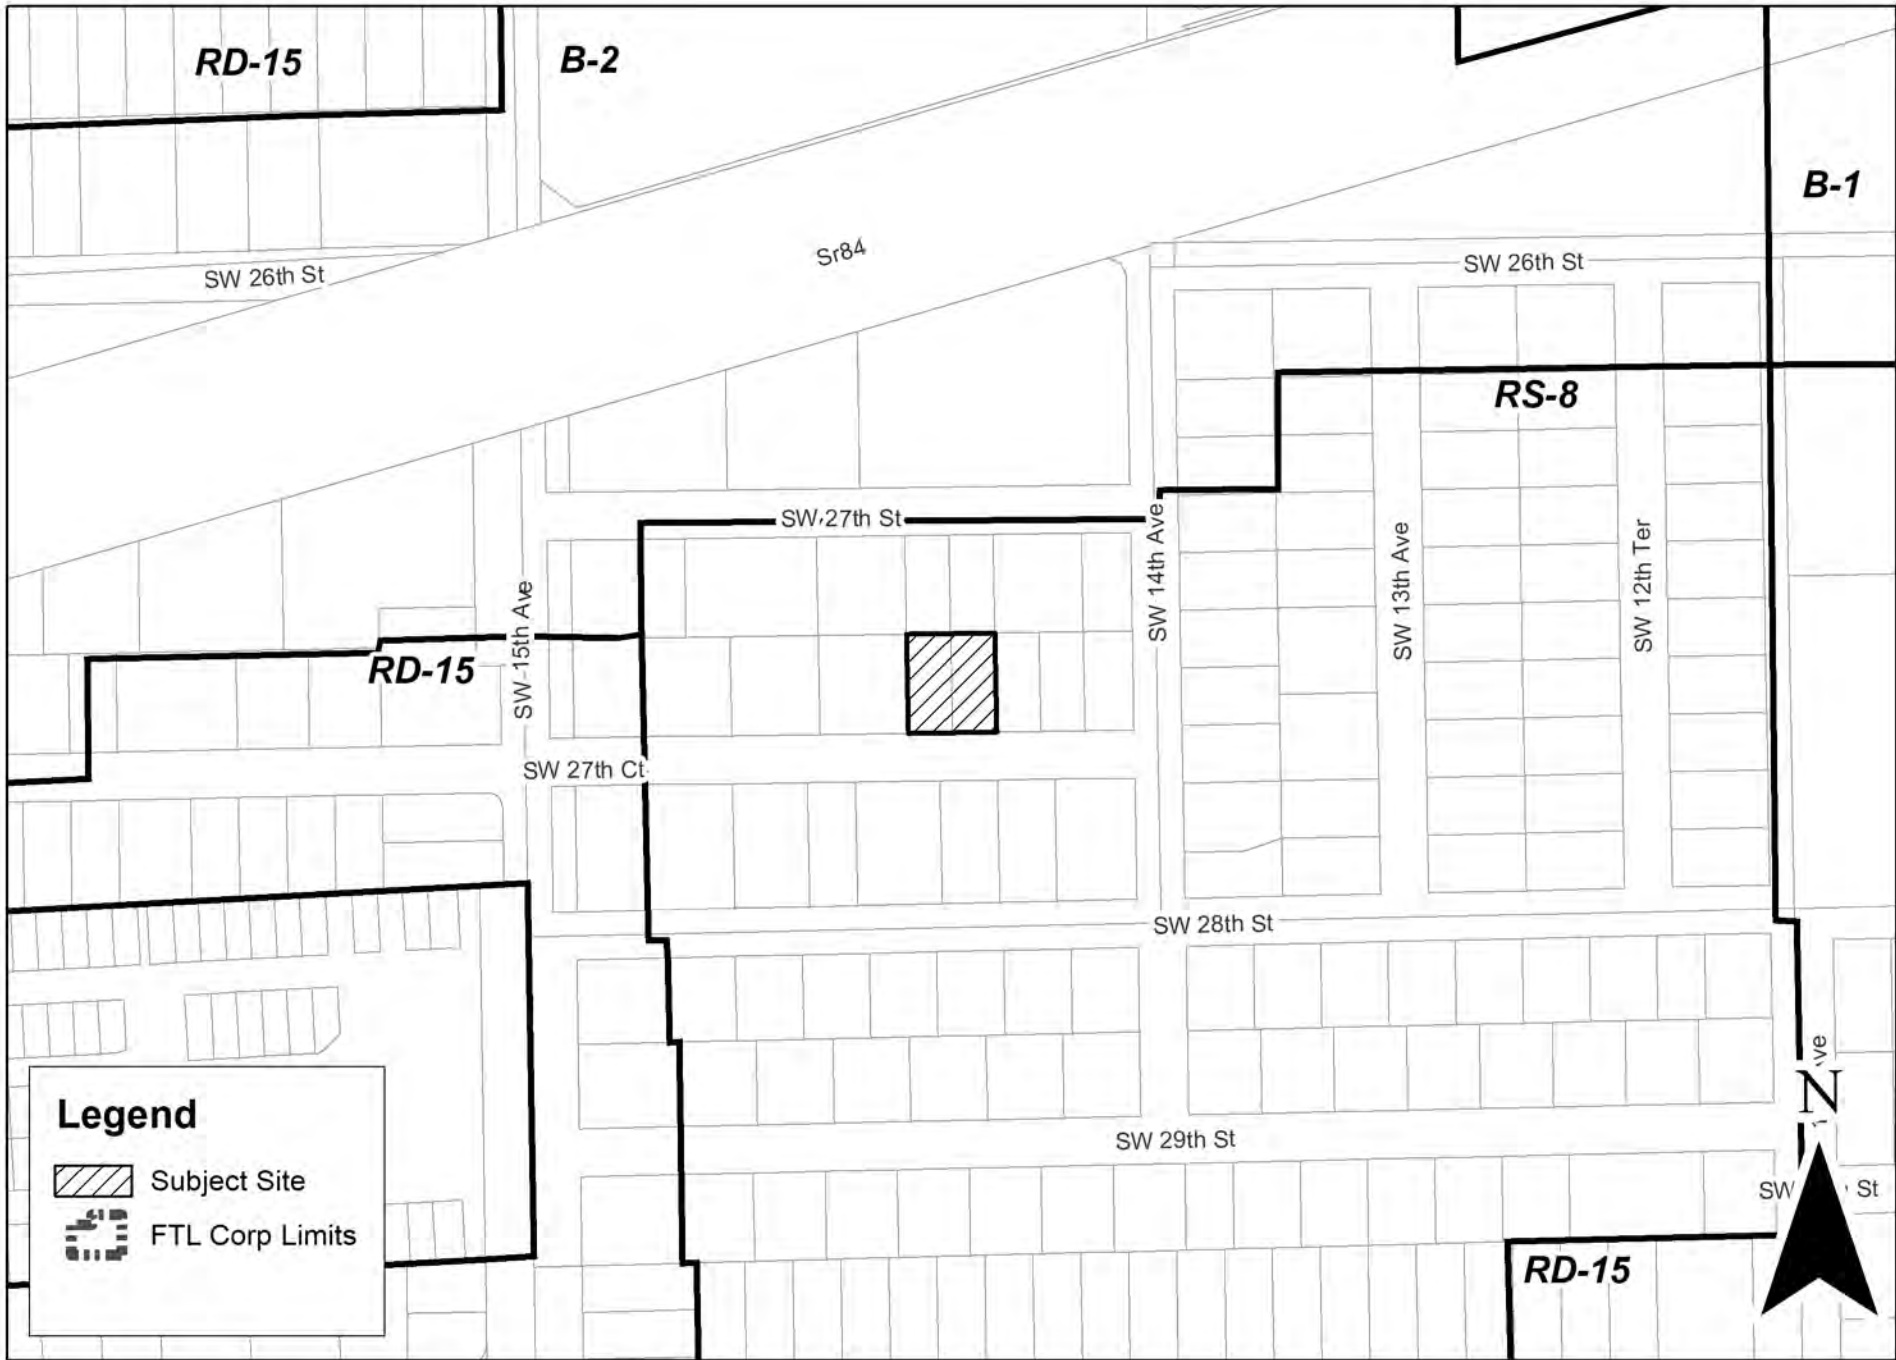 RD-15
B-2
B-1
Sr84
SW 26th St
SW 26th St
RS-8
SW 27th St
SW 14th Ave
SW 13th Ave
SW 12th Ter
SW 15th Ave
RD-15
SW 27th Ct
SW 28th St
Ave
N
SW 29th St
SW St
RD-15
Legend
Subject Site
FTL Corp Limits